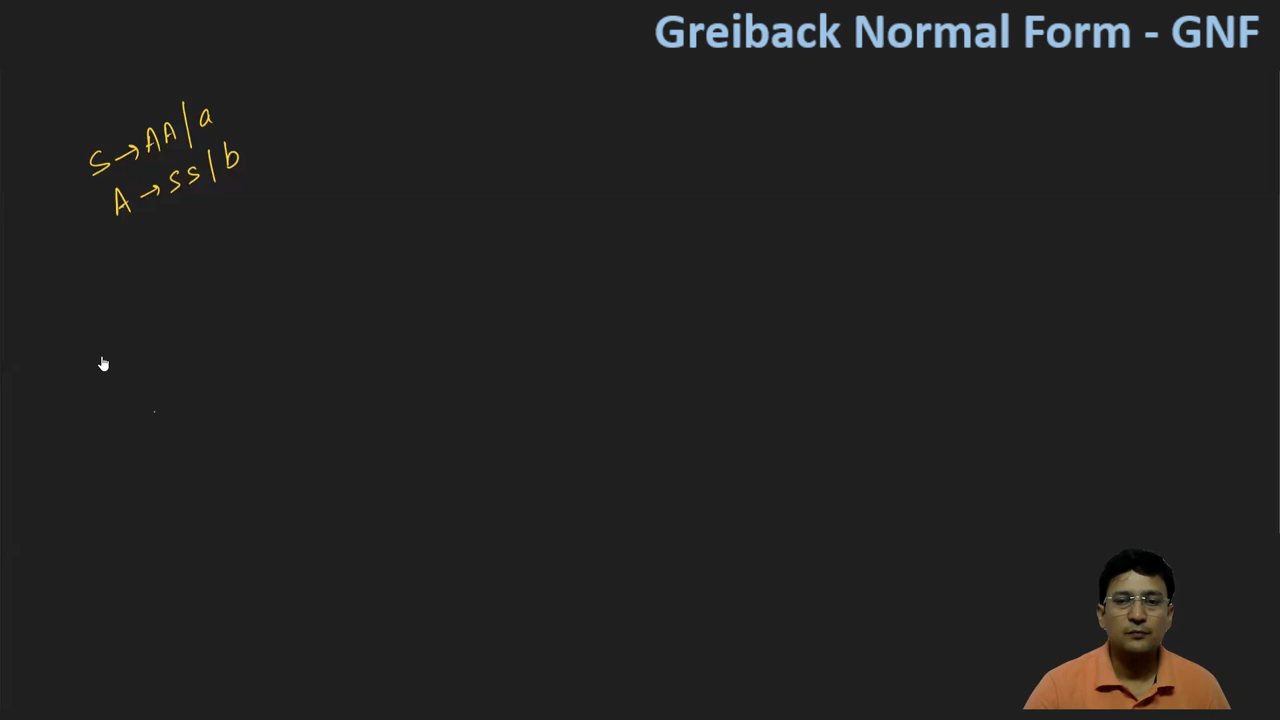 Greiback Normal Form - GNF
S → AA | a
A → SS | b